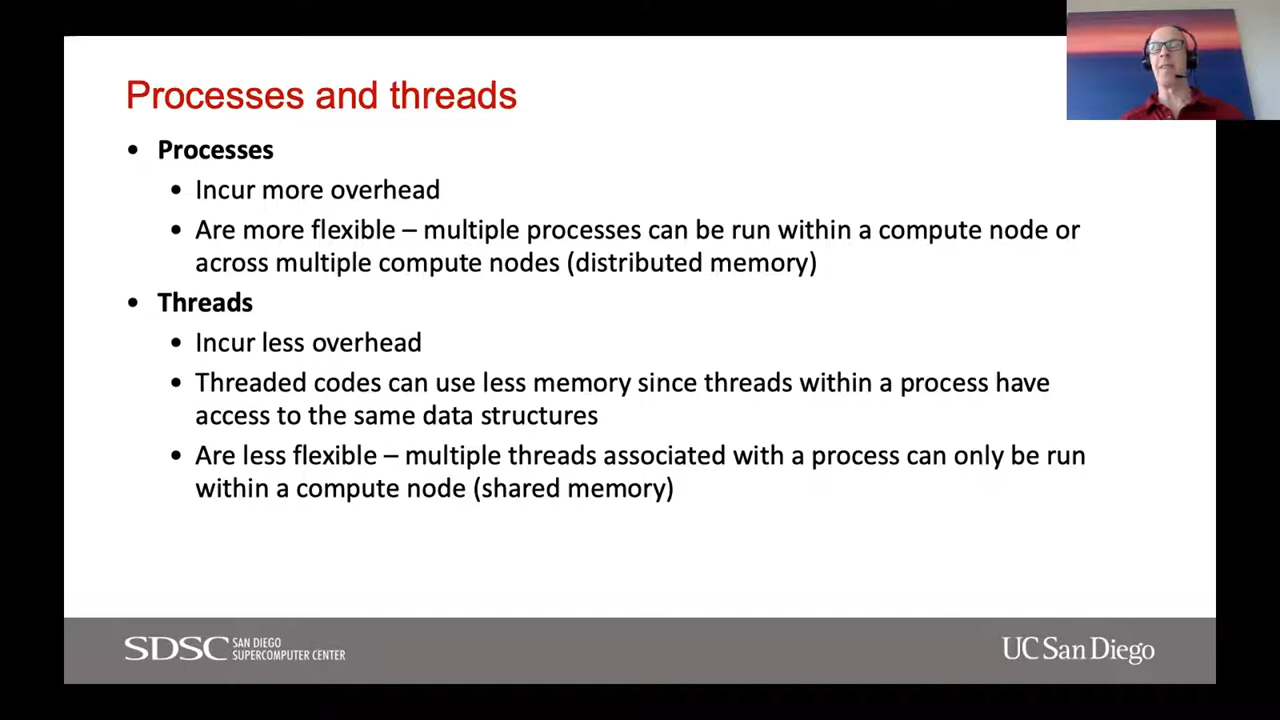 Processes and threads
• Processes
• Incur more overhead
• Are more flexible – multiple processes can be run within a compute node or
across multiple compute nodes (distributed memory)
• Threads
• Incur less overhead
• Threaded codes can use less memory since threads within a process have
access to the same data structures
• Are less flexible – multiple threads associated with a process can only be run
within a compute node (shared memory)
SDSC SAN DIEGO
SUPERCOMPUTER CENTER
UC San Diego